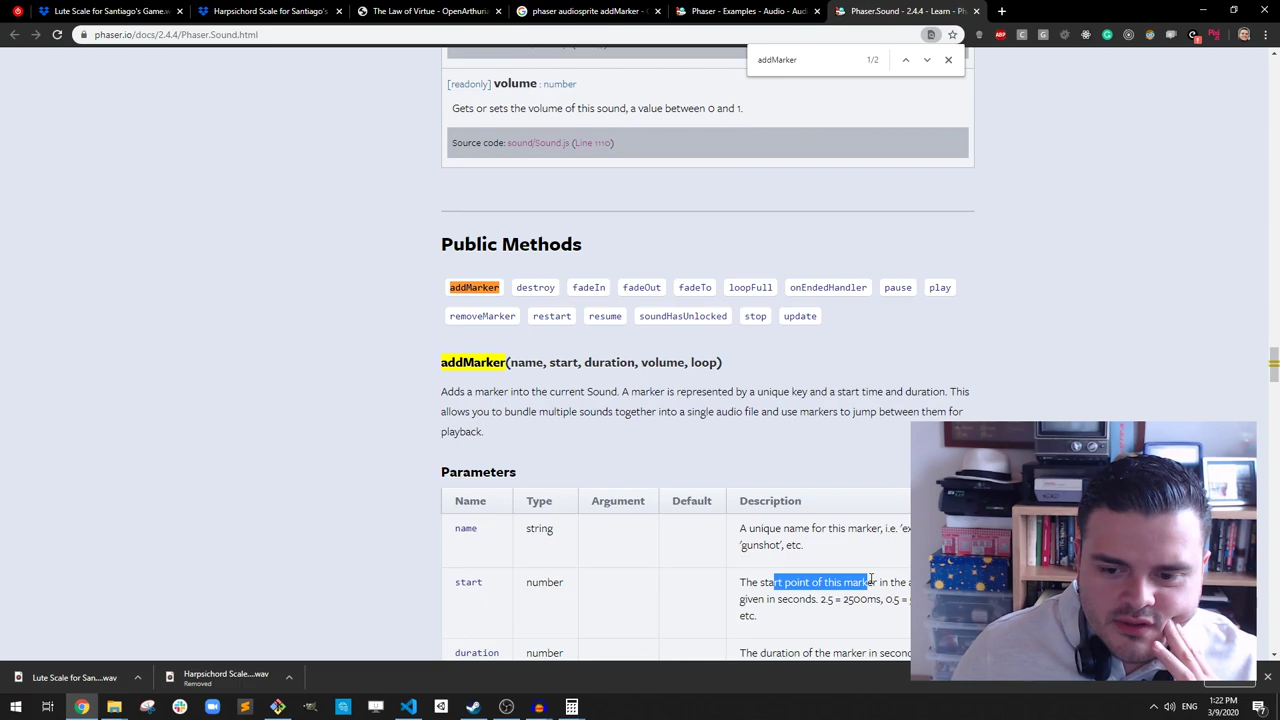 Lute Scale for Santiago's Game.w
Harpsichord Scale for Santiago's
The Law of Virtue - OpenArthuri
phaser audiosprite addMarker - G
Phaser - Examples - Audio - Audi
Phaser.Sound - 2.4.4 - Learn - Ph
phaser.io/docs/2.4.4/Phaser.Sound.html
addMarker 1/2
[readonly] volume : number
Gets or sets the volume of this sound, a value between 0 and 1.
Source code: sound/Sound.js (Line 1110)
Public Methods
addMarker destroy fadeIn fadeOut fadeTo loopFull onEndedHandler pause play
removeMarker restart resume soundHasUnlocked stop update
addMarker(name, start, duration, volume, loop)
Adds a marker into the current Sound. A marker is represented by a unique key and a start time and duration. This
allows you to bundle multiple sounds together into a single audio file and use markers to jump between them for
playback.
Parameters
Name Type Argument Default Description
name string A unique name for this marker, i.e. 'ex
'gunshot', etc.
start number The start point of this marker in the a
given in seconds. 2.5 = 2500ms, 0.5 =
etc.
duration number The duration of the marker in second
Lute Scale for San....wav
Harpsichord Scale....wav
Removed
1:22 PM
3/9/2020